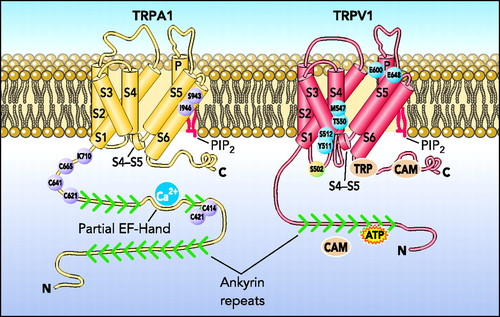 TRPA1
TRPV1
P
P
E600
E648
S3
S4
S5
S943
I946
S2
S1
S6
PIP2
S3
S4
S5
M547
T550
S2
S512
Y511
S1
S6
PIP2
K710
C665
C641
C621
S4–S5
C
S502
S4–S5
TRP
CAM
C
Ca2+
C414
C421
Partial EF-Hand
CAM
ATP
N
Ankyrin
repeats
N